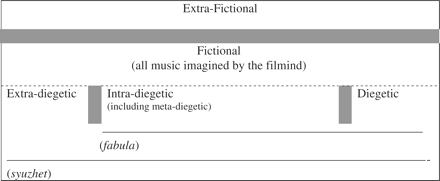 Extra-Fictional
Fictional
(all music imagined by the filmind)
Extra-diegetic Intra-diegetic Diegetic
(including meta-diegetic)
(fabula)
(syuzhet)